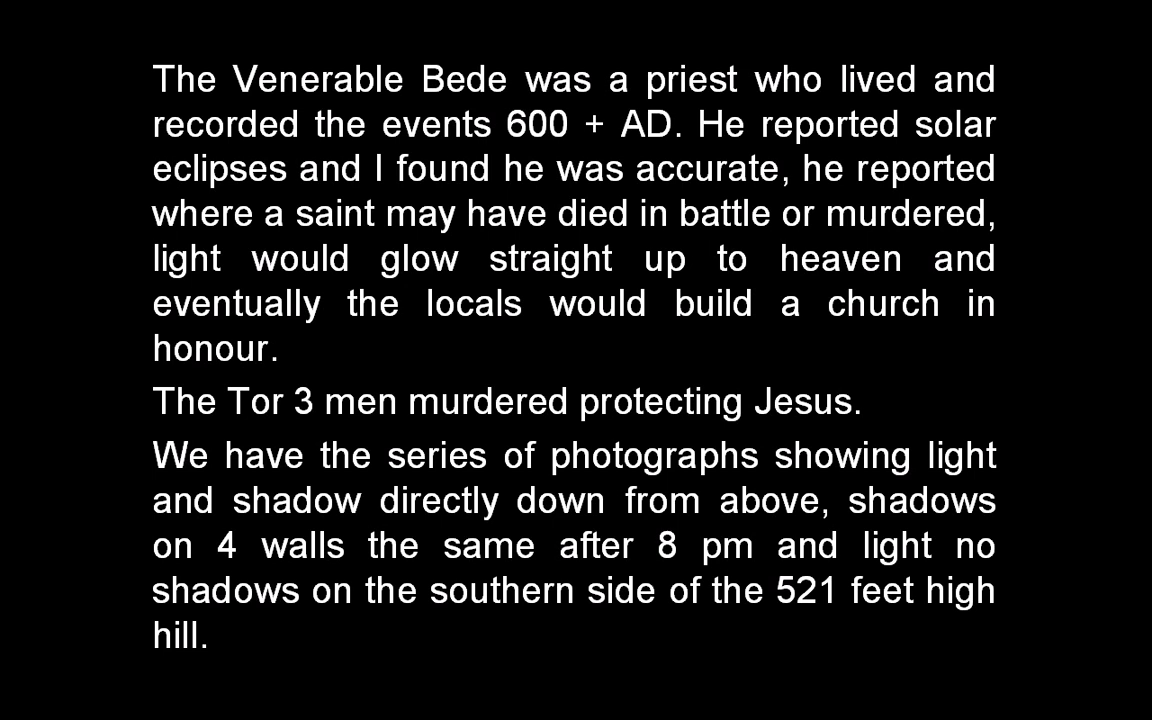 The Venerable Bede was a priest who lived and
recorded the events 600 + AD. He reported solar
eclipses and I found he was accurate, he reported
where a saint may have died in battle or murdered,
light would glow straight up to heaven and
eventually the locals would build a church in
honour.
The Tor 3 men murdered protecting Jesus.
We have the series of photographs showing light
and shadow directly down from above, shadows
on 4 walls the same after 8 pm and light no
shadows on the southern side of the 521 feet high
hill.